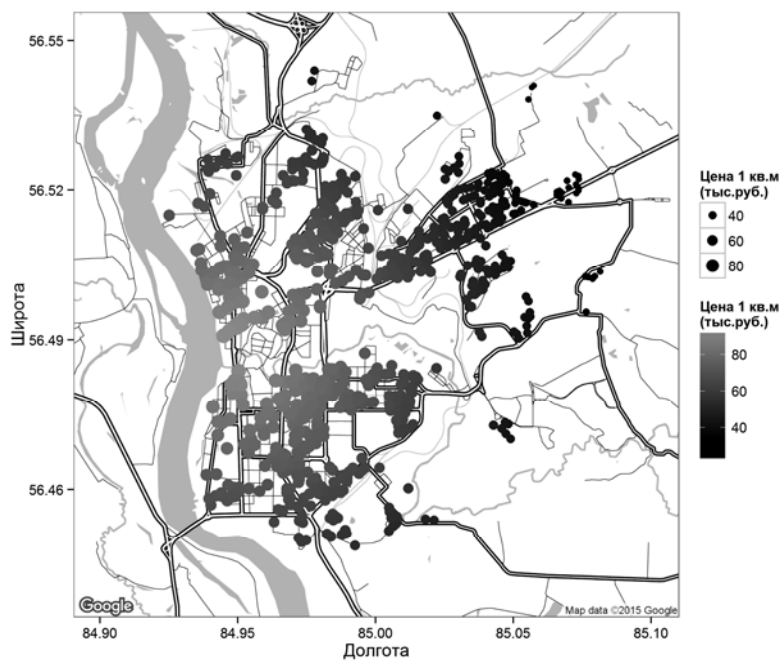 56.55
56.52
56.49
56.46
Широта
84.90
84.95
85.00
85.05
85.10
Долгота
Google
Map data ©2015 Google
Цена 1 кв.м
(тыс.руб.)
40
60
80
Цена 1 кв.м
(тыс.руб.)
80
60
40